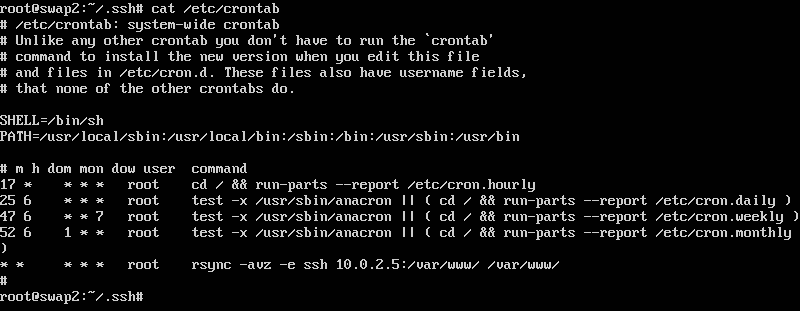 root@swap2:~/.ssh# cat /etc/crontab
# /etc/crontab: system-wide crontab
# Unlike any other crontab you don't have to run the `crontab'
# command to install the new version when you edit this file
# and files in /etc/cron.d. These files also have username fields,
# that none of the other crontabs do.

SHELL=/bin/sh
PATH=/usr/local/sbin:/usr/local/bin:/sbin:/bin:/usr/sbin:/usr/bin

# m h dom mon dow user  command
17 *    * * *   root    cd / && run-parts --report /etc/cron.hourly
25 6    * * *   root    test -x /usr/sbin/anacron || ( cd / && run-parts --report /etc/cron.daily )
47 6    * * 7   root    test -x /usr/sbin/anacron || ( cd / && run-parts --report /etc/cron.weekly )
52 6    1 * *   root    test -x /usr/sbin/anacron || ( cd / && run-parts --report /etc/cron.monthly
)
* *     * * *   root    rsync -avz -e ssh 10.0.2.5:/var/www/ /var/www/
#
root@swap2:~/.ssh#